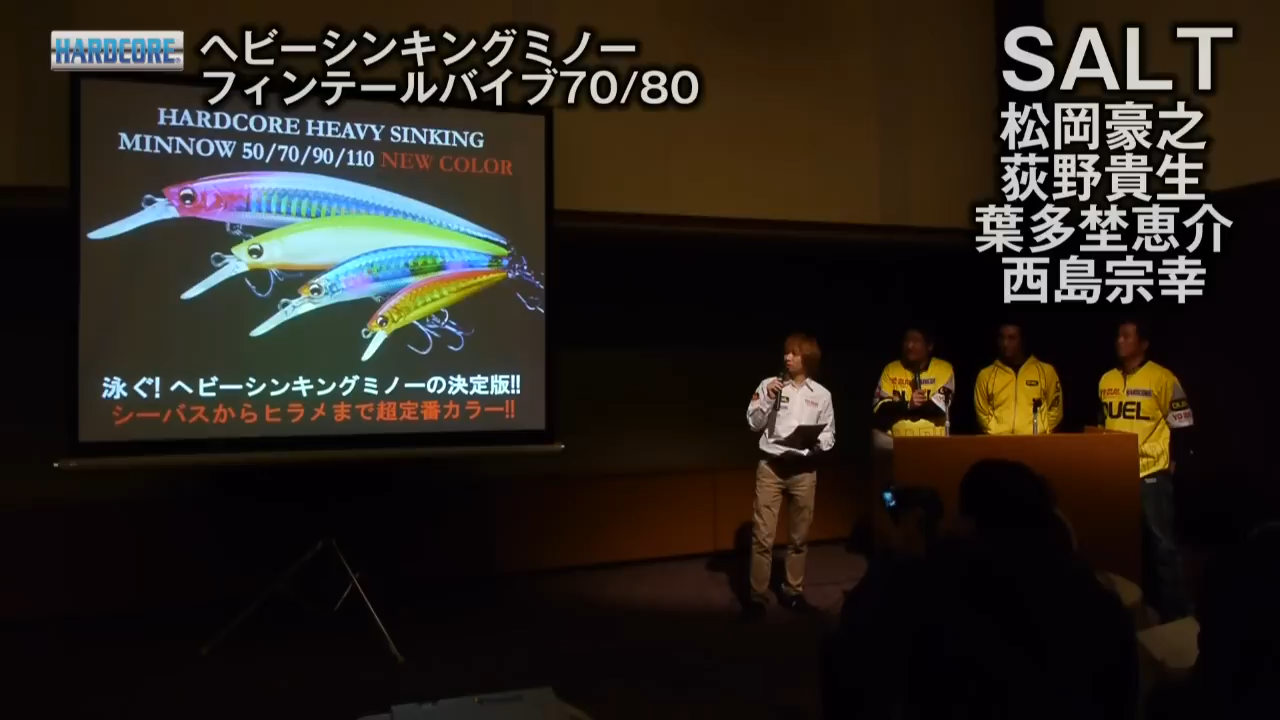 HARDCORE
ヘビーシンキングミノー
フィンテールバイブ70/80
SALT
松岡豪之
荻野貴生
葉多埜恵介
西島宗幸
HARDCORE HEAVY SINKING
MINNOW 50/70/90/110 NEW COLOR
泳ぐ! ヘビーシンキングミノーの決定版!!
シーバスからヒラメまで超定番カラー!!
DUEL